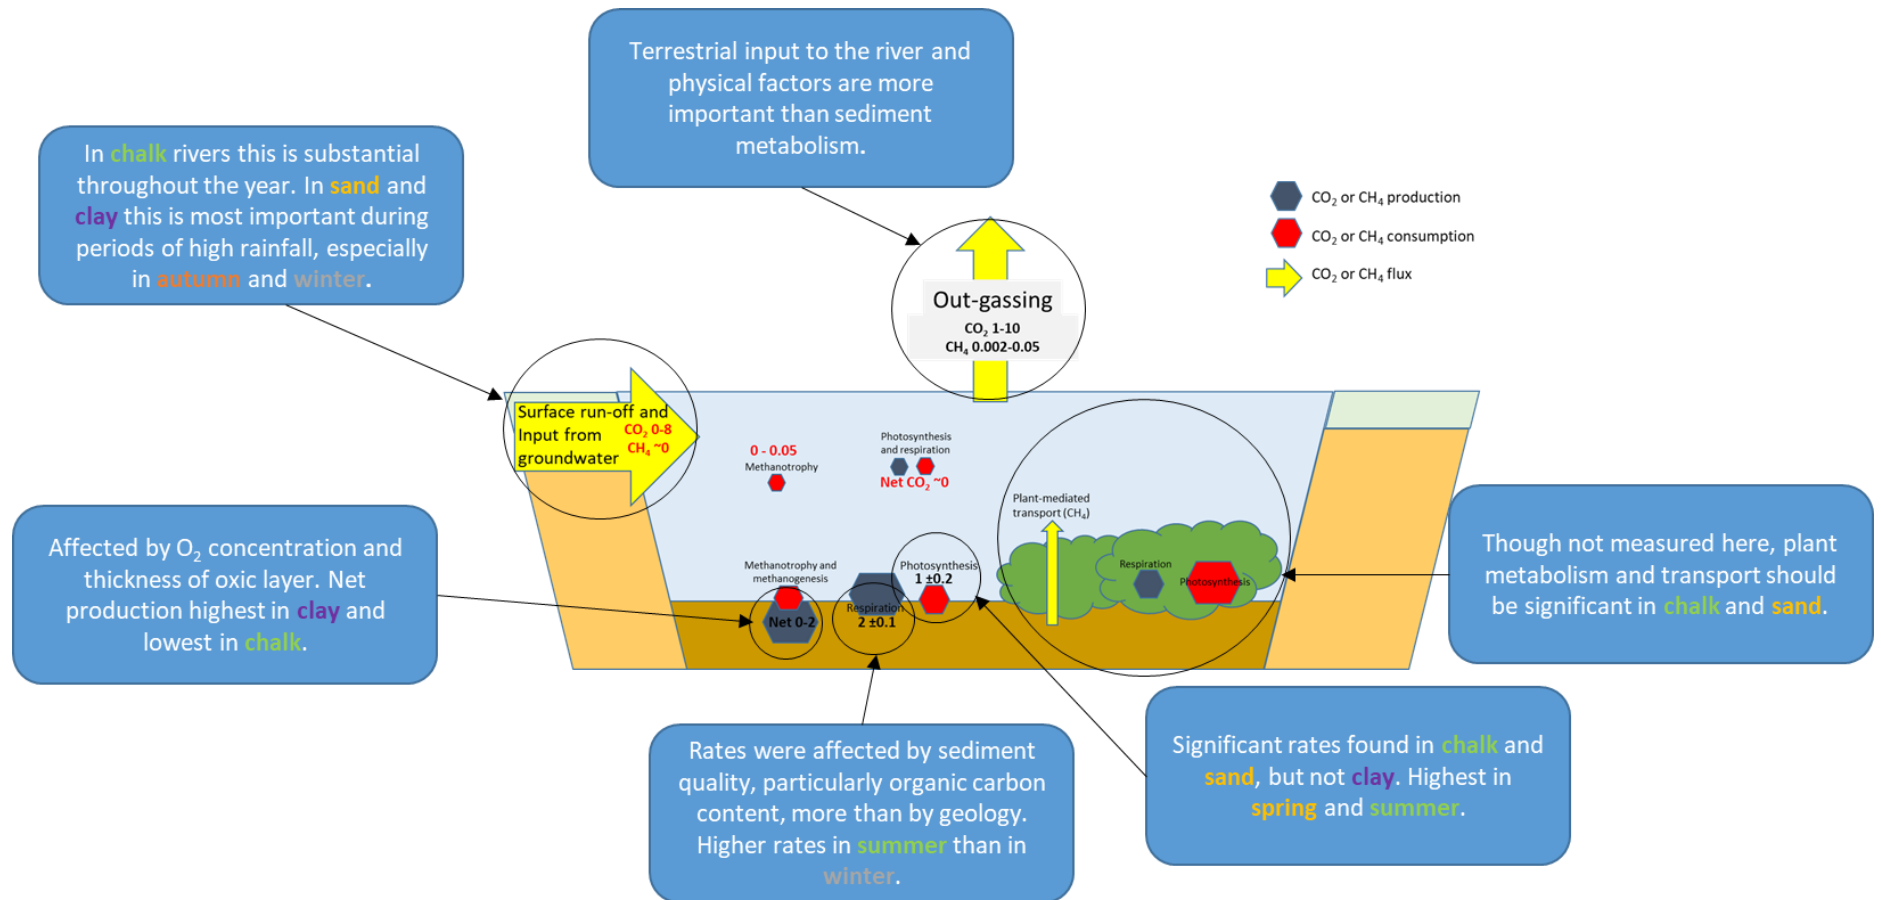 Terrestrial input to the river and
physical factors are more
important than sediment
metabolism.
In chalk rivers this is substantial
throughout the year. In sand and
clay this is most important during
periods of high rainfall, especially
in autumn and winter.
CO₂ or CH₄ production
CO₂ or CH₄ consumption
CO₂ or CH₄ flux
Out-gassing
CO₂ 1-10
CH₄ 0.002-0.05
Surface run-off and
Input from
groundwater
CO₂ 0-8
CH₄ ~0
0 - 0.05
Methanotrophy
Photosynthesis
and respiration
Net CO₂ ~0
Plant-mediated
transport (CH₄)
Respiration
Photosynthesis
Methanotrophy and
methanogenesis
Net 0-2
Respiration
2 ±0.1
Photosynthesis
1 ±0.2
Affected by O₂ concentration and
thickness of oxic layer. Net
production highest in clay and
lowest in chalk.
Though not measured here, plant
metabolism and transport should
be significant in chalk and sand.
Rates were affected by sediment
quality, particularly organic carbon
content, more than by geology.
Higher rates in summer than in
winter.
Significant rates found in chalk and
sand, but not clay. Highest in
spring and summer.